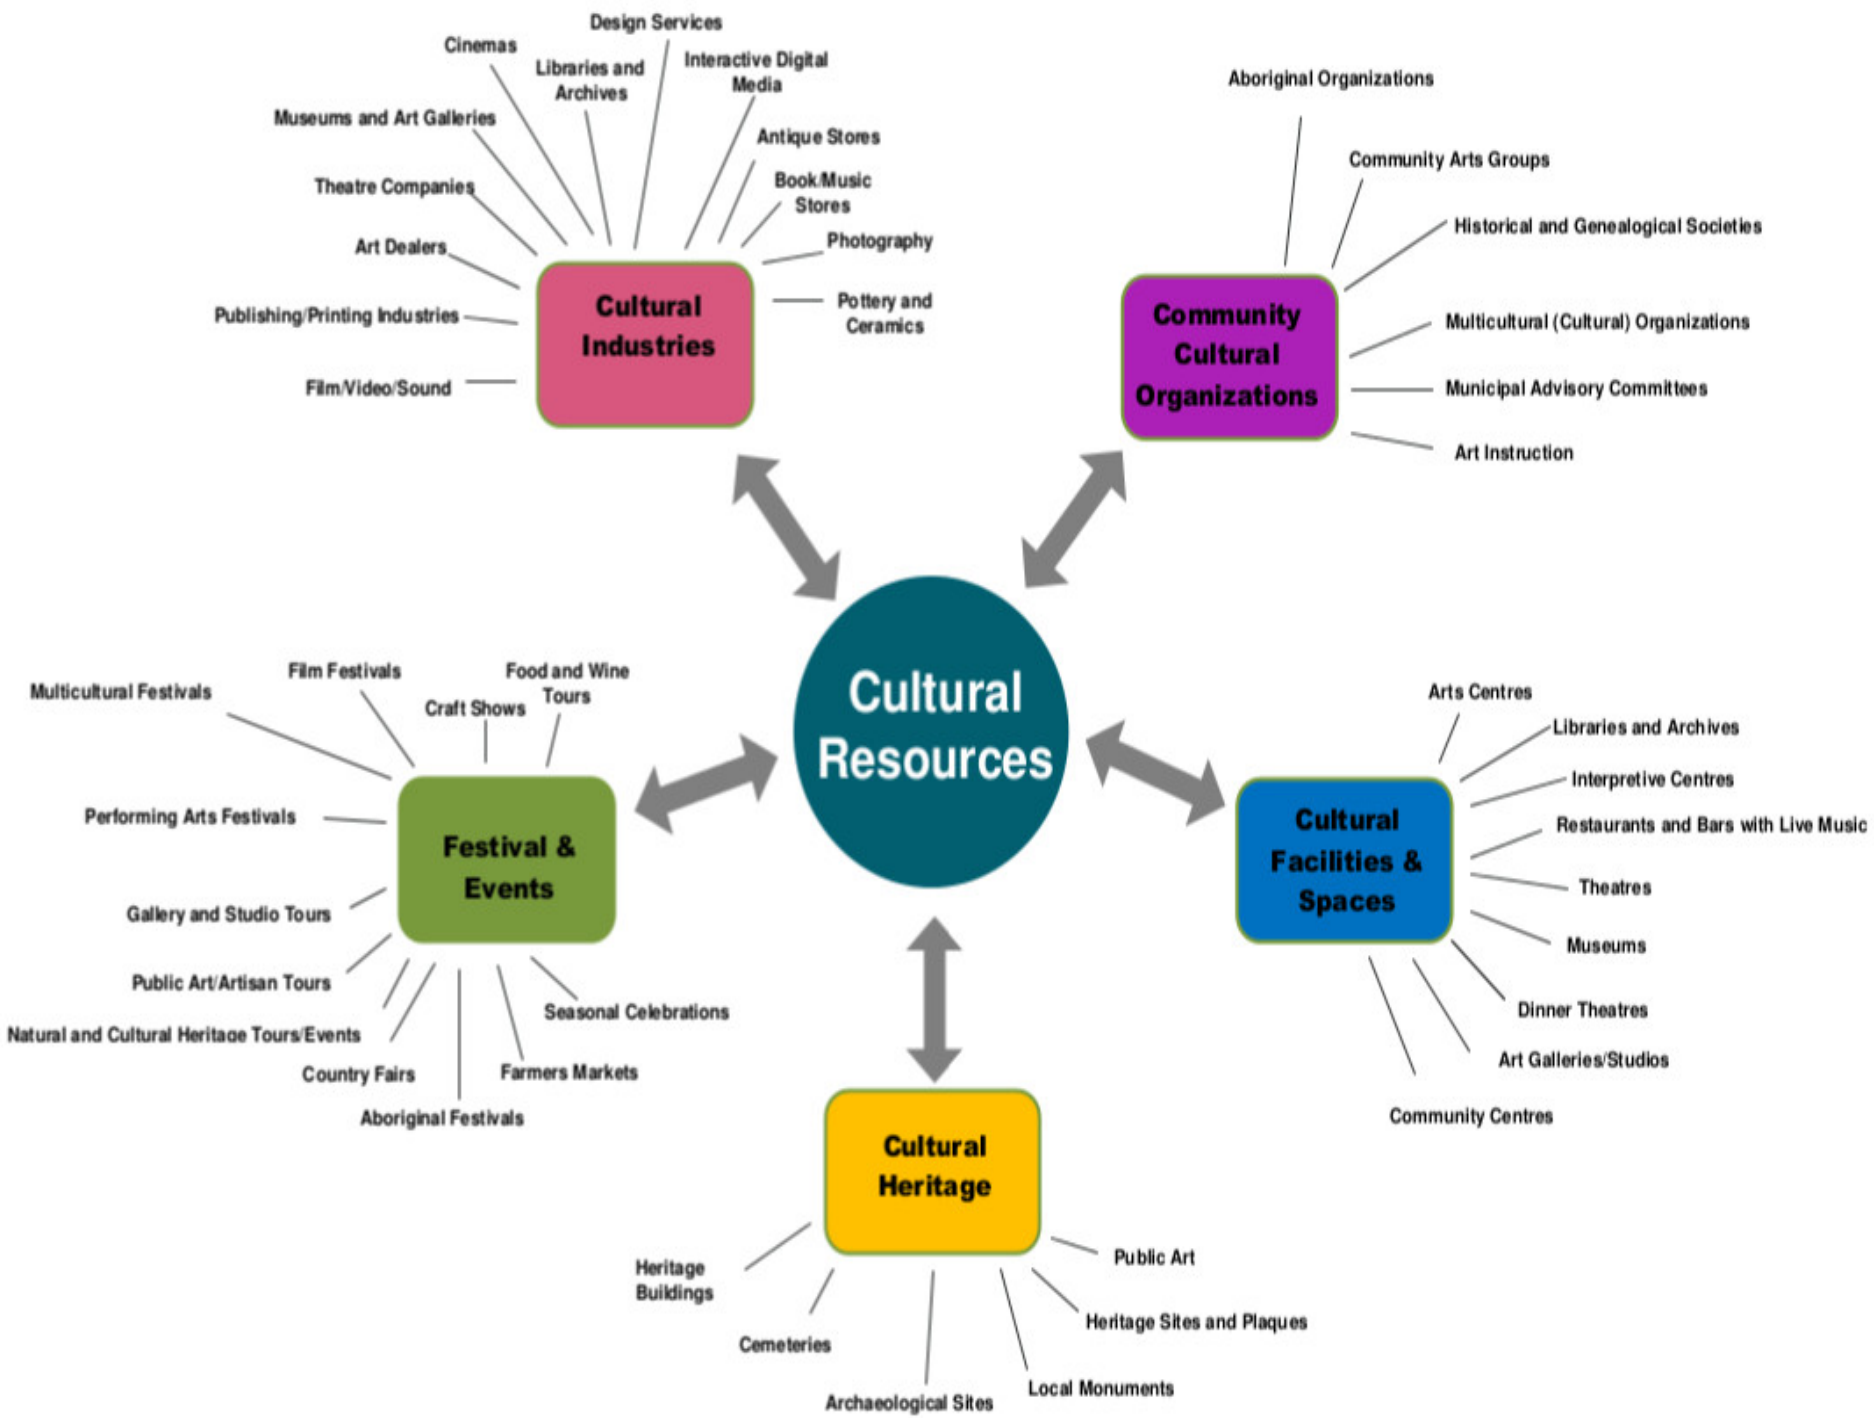 Design Services
Cinemas
Libraries and
Archives
Interactive Digital
Media
Museums and Art Galleries
Antique Stores
Theatre Companies
Book/Music
Stores
Art Dealers
Photography
Publishing/Printing Industries
Pottery and
Ceramics
Film/Video/Sound
Cultural
Industries
Aboriginal Organizations
Community Arts Groups
Historical and Genealogical Societies
Multicultural (Cultural) Organizations
Municipal Advisory Committees
Art Instruction
Community
Cultural
Organizations
Cultural
Resources
Multicultural Festivals
Film Festivals
Craft Shows
Food and Wine
Tours
Performing Arts Festivals
Festival &
Events
Gallery and Studio Tours
Public Art/Artisan Tours
Natural and Cultural Heritage Tours/Events
Country Fairs
Aboriginal Festivals
Farmers Markets
Seasonal Celebrations
Arts Centres
Libraries and Archives
Interpretive Centres
Restaurants and Bars with Live Music
Theatres
Museums
Dinner Theatres
Art Galleries/Studios
Community Centres
Cultural
Facilities &
Spaces
Cultural
Heritage
Heritage
Buildings
Cemeteries
Archaeological Sites
Local Monuments
Heritage Sites and Plaques
Public Art